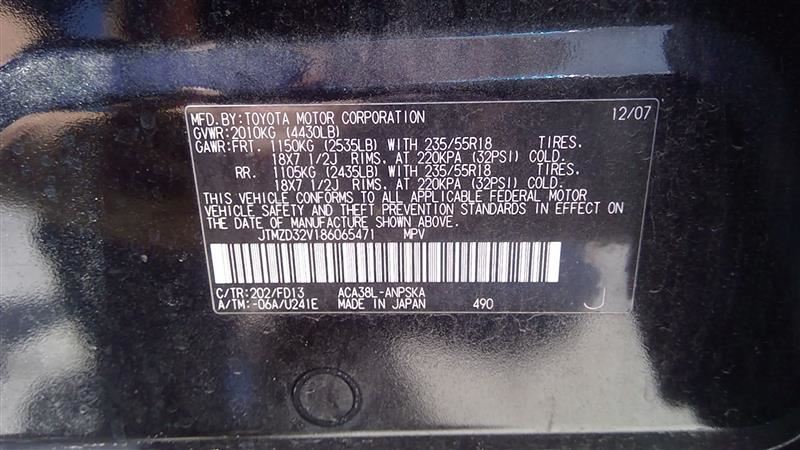 MFD.BY:TOYOTA MOTOR CORPORATION 12/07
GVWR:2010KG (4430LB)
GAWR:FRT. 1150KG (2535LB) WITH 235/55R18 TIRES.
18X7 1/2J RIMS, AT 220KPA (32PSI) COLD.
RR. 1105KG (2435LB) WITH 235/55R18 TIRES.
18X7 1/2J RIMS, AT 220KPA (32PSI) COLD.
THIS VEHICLE CONFORMS TO ALL APPLICABLE FEDERAL MOTOR
VEHICLE SAFETY AND THEFT PREVENTION STANDARDS IN EFFECT ON
THE DATE OF MANUFACTURE SHOWN ABOVE.
JTMZD32V186065471 MPV
C/TR:202/FD13 ACA38L-ANPSKA
A/TM:-06A/U241E MADE IN JAPAN 490 J